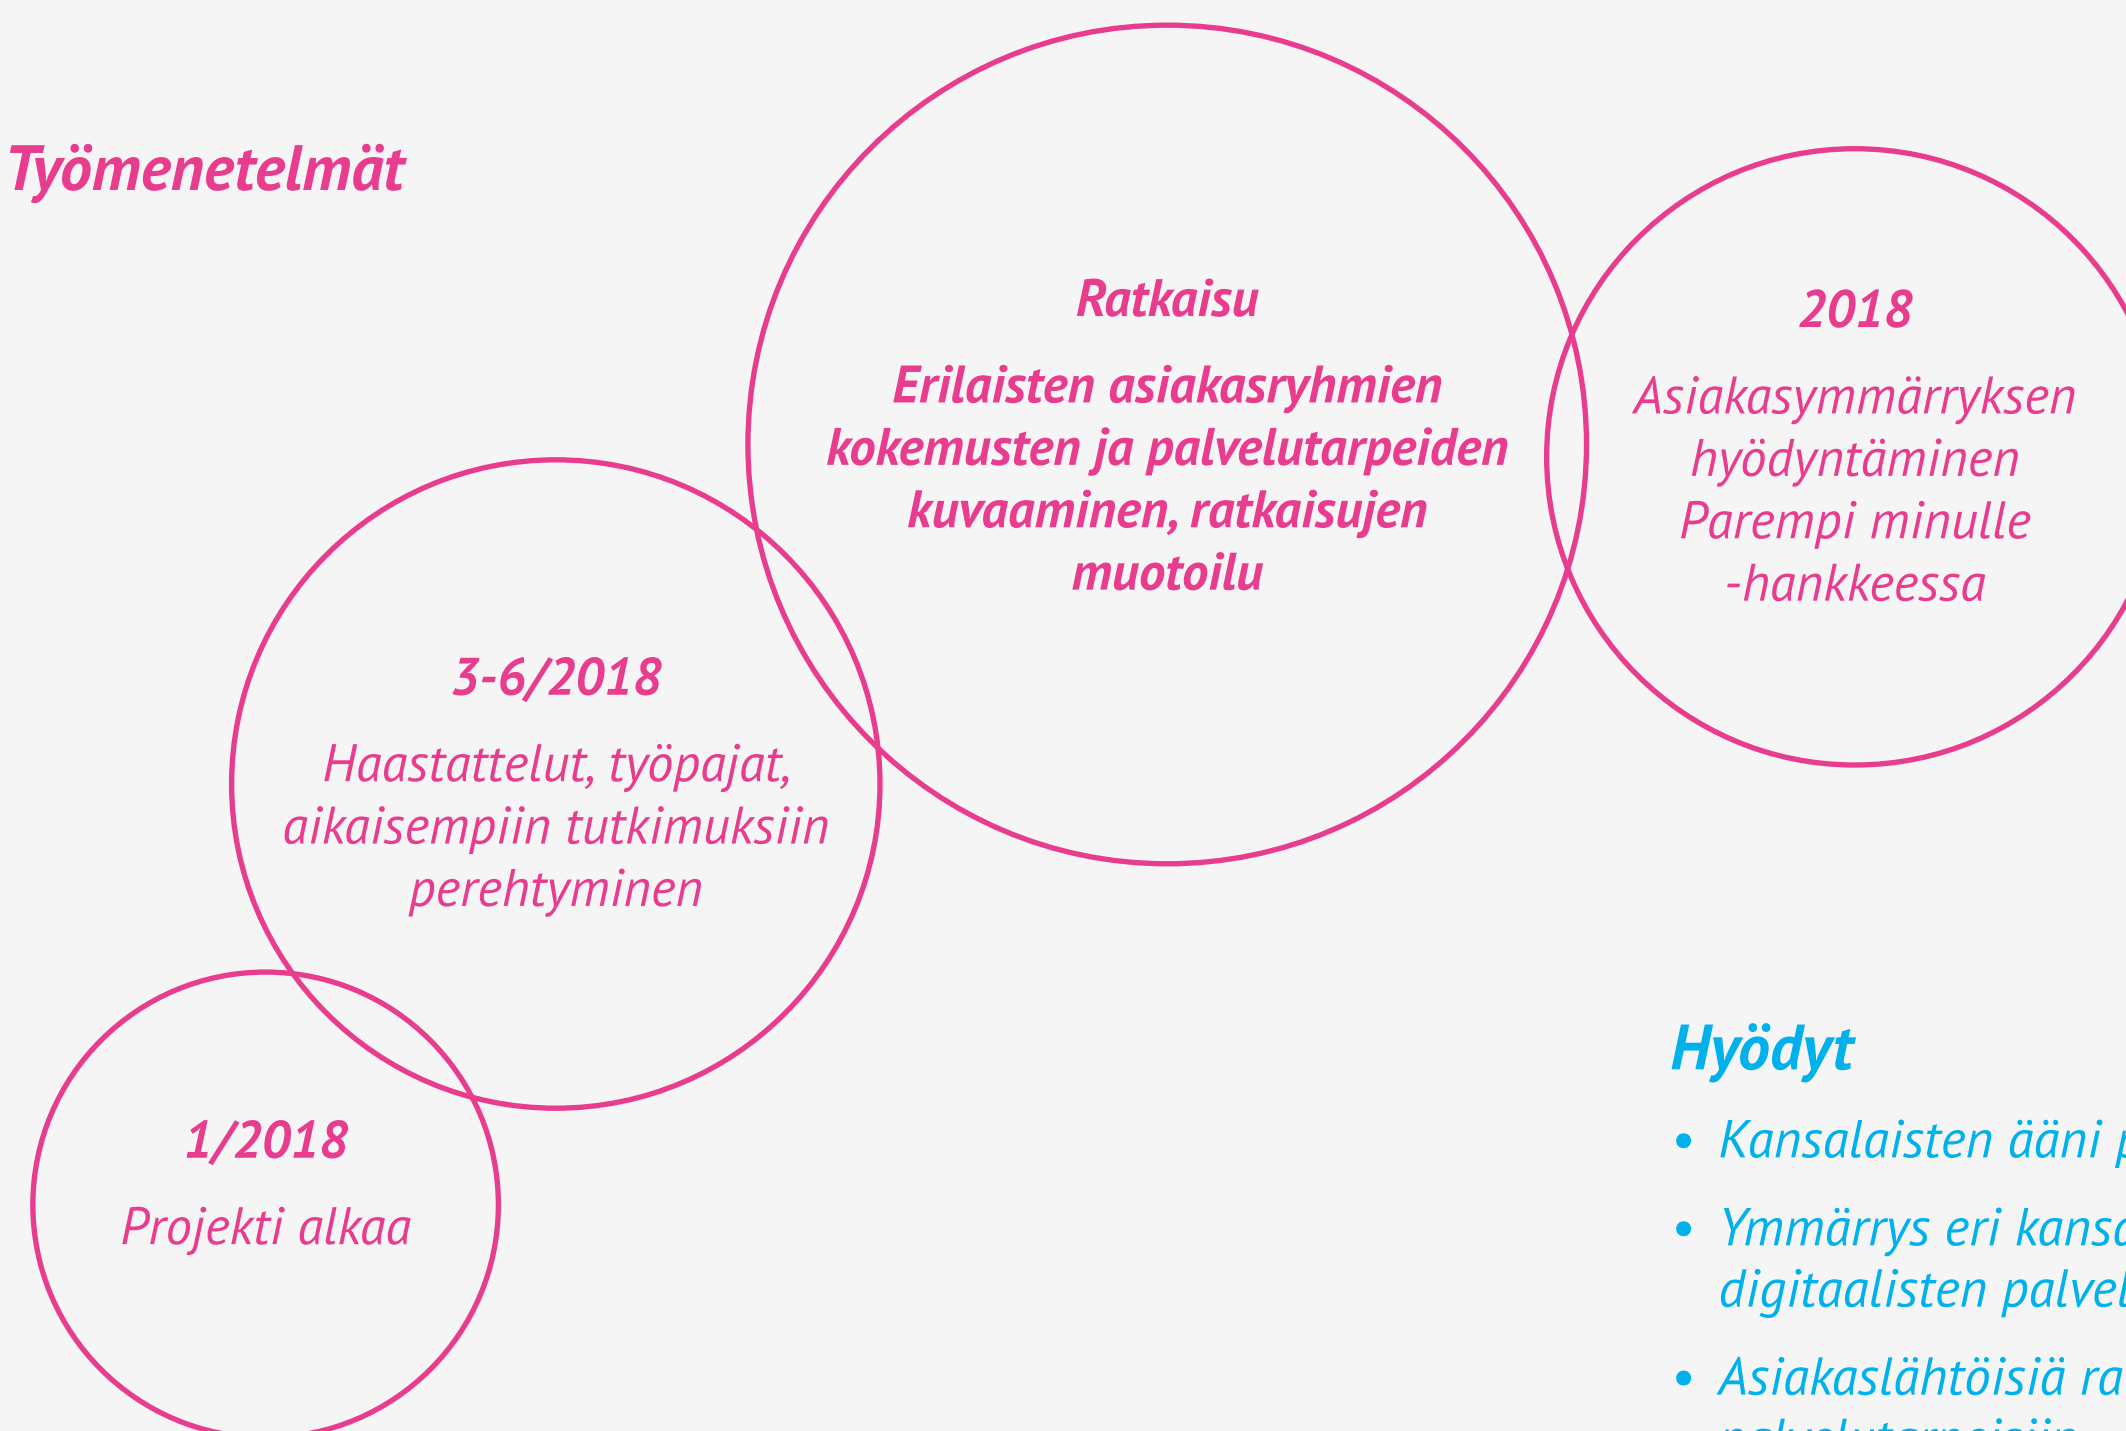 Työmenetelmät
1/2018
Projekti alkaa
3-6/2018
Haastattelut, työpajat,
aikaisempiin tutkimuksiin
perehtyminen
Ratkaisu
Erilaisten asiakasryhmien
kokemusten ja palvelutarpeiden
kuvaaminen, ratkaisujen
muotoilu
2018
Asiakasymmärryksen
hyödyntäminen
Parempi minulle
-hankkeessa
Hyödyt
• Kansalaisten ääni
• Ymmärrys eri
digitaalisten
• Asiakaslähtöisiä
palvelutarpeisiin